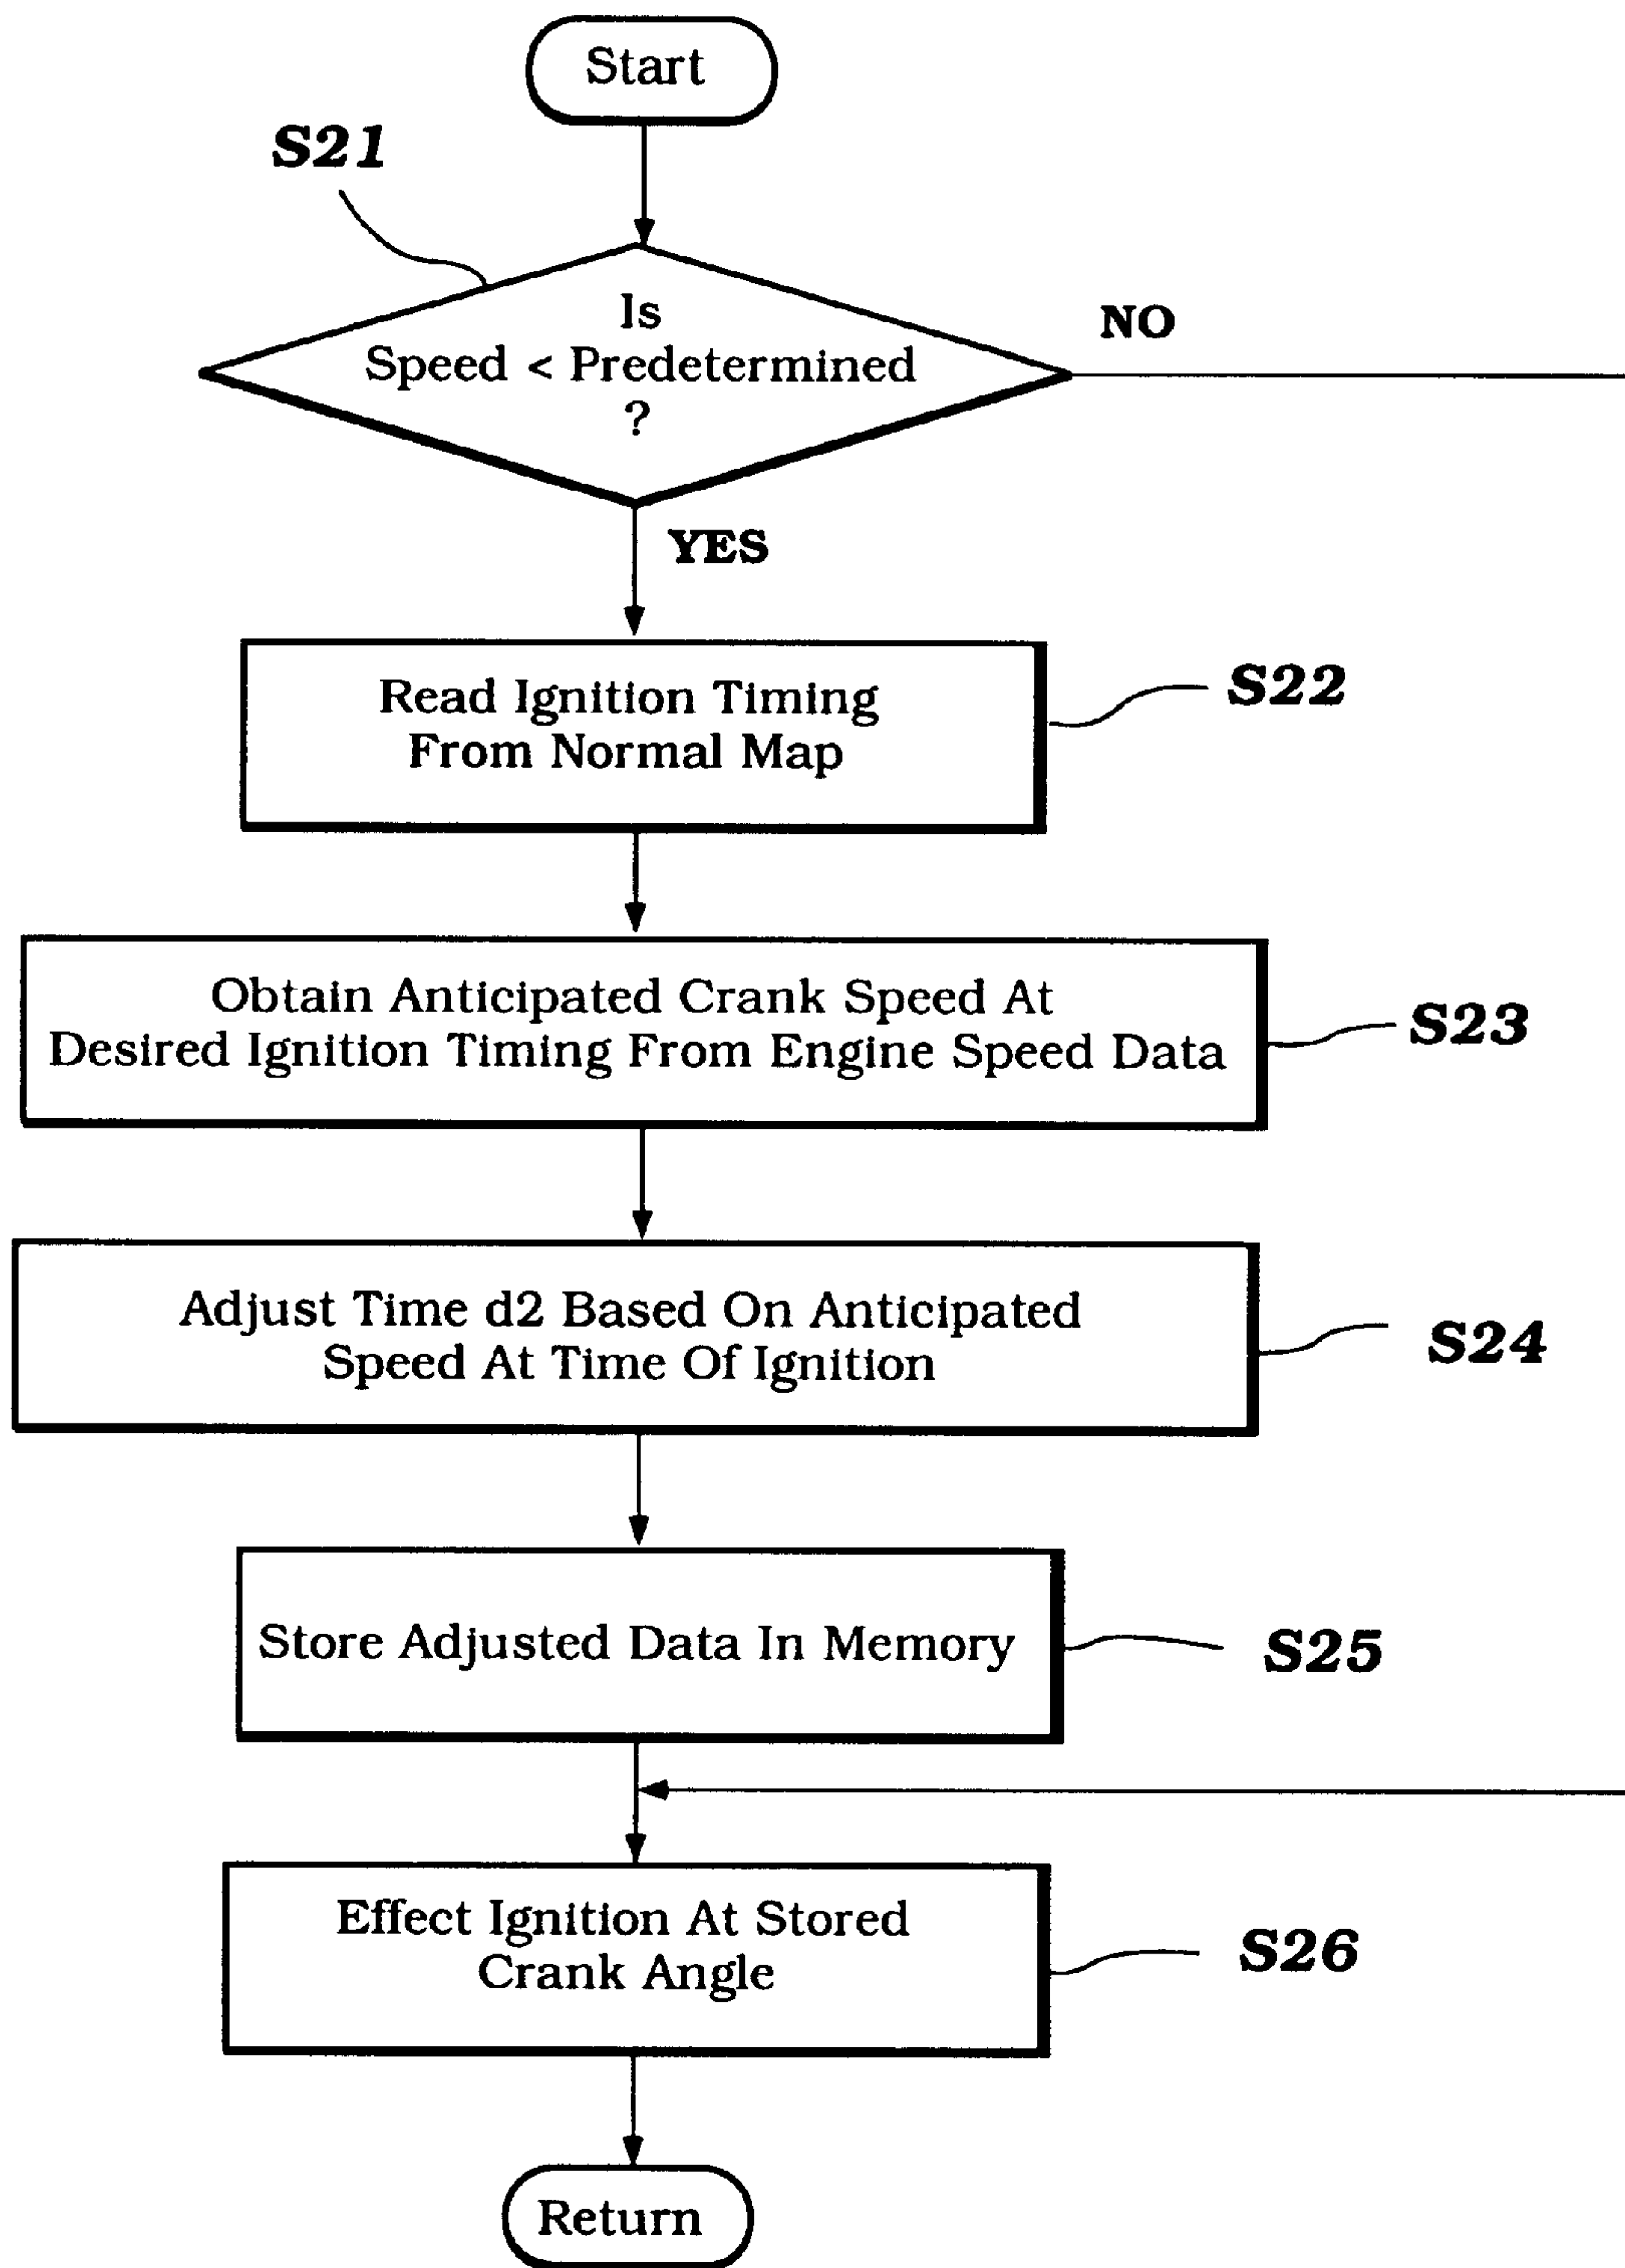 Start
S21
Is
Speed < Predetermined
?
NO
YES
Read Ignition Timing
From Normal Map
S22
Obtain Anticipated Crank Speed At
Desired Ignition Timing From Engine Speed Data
S23
Adjust Time d2 Based On Anticipated
Speed At Time Of Ignition
S24
Store Adjusted Data In Memory
S25
Effect Ignition At Stored
Crank Angle
S26
Return